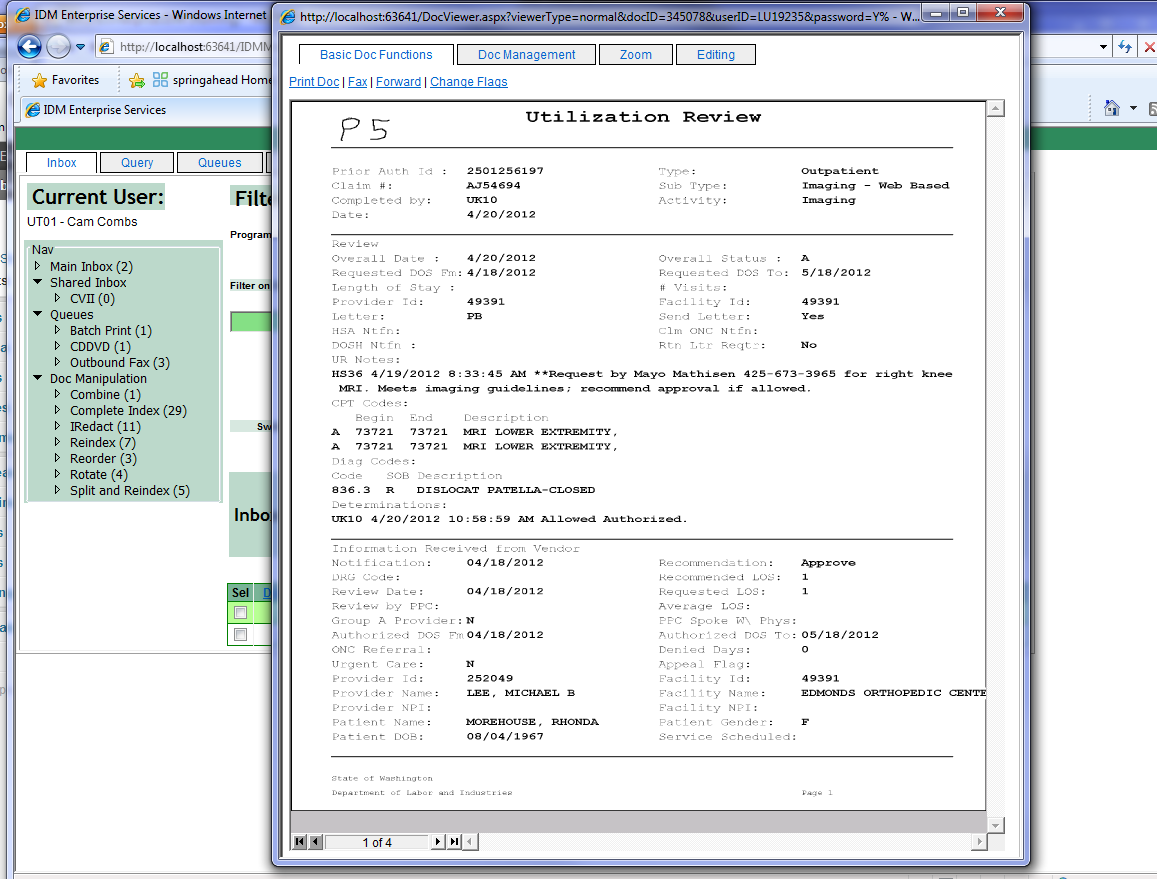 IDM Enterprise Services - Windows Internet
http://localhost:63641/DocViewer.aspx?viewerType=normal&docID=345078&userID=LU19235&password=Y% - W...
http://localhost:63641/IDMM
Favorites
springahead Home
IDM Enterprise Services
Inbox Query Queues
Current User:
UT01 - Cam Combs
Nav
Main Inbox (2)
Shared Inbox
CVII (0)
Queues
Batch Print (1)
CDDVD (1)
Outbound Fax (3)
Doc Manipulation
Combine (1)
Complete Index (29)
IRedact (11)
Reindex (7)
Reorder (3)
Rotate (4)
Split and Reindex (5)
Filte
Program
Filter on
Sw
Inbo
Sel D
Basic Doc Functions Doc Management Zoom Editing
Print Doc | Fax | Forward | Change Flags
P5
Utilization Review
Prior Auth Id : 2501256197 Type: Outpatient
Claim #: AJ54694 Sub Type: Imaging - Web Based
Completed by: UK10 Activity: Imaging
Date: 4/20/2012
Review
Overall Date : 4/20/2012 Overall Status : A
Requested DOS Fm: 4/18/2012 Requested DOS To: 5/18/2012
Length of Stay : # Visits:
Provider Id: 49391 Facility Id: 49391
Letter: PB Send Letter: Yes
HSA Ntfn: Clm ONC Ntfn:
DOSH Ntfn : Rtn Ltr Reqtr: No
UR Notes:
HS36 4/19/2012 8:33:45 AM **Request by Mayo Mathisen 425-673-3965 for right knee
MRI. Meets imaging guidelines; recommend approval if allowed.
CPT Codes:
Begin End Description
A 73721 73721 MRI LOWER EXTREMITY,
A 73721 73721 MRI LOWER EXTREMITY,
Diag Codes:
Code SOB Description
836.3 R DISLOCAT PATELLA-CLOSED
Determinations:
UK10 4/20/2012 10:58:59 AM Allowed Authorized.
Information Received from Vendor
Notification: 04/18/2012 Recommendation: Approve
DRG Code: Recommended LOS: 1
Review Date: 04/18/2012 Requested LOS: 1
Review by PPC: Average LOS:
Group A Provider: N PPC Spoke W\ Phys:
Authorized DOS Fm 04/18/2012 Authorized DOS To: 05/18/2012
ONC Referral: Denied Days: 0
Urgent Care: N Appeal Flag:
Provider Id: 252049 Facility Id: 49391
Provider Name: LEE, MICHAEL B Facility Name: EDMONDS ORTHOPEDIC CENTE
Provider NPI: Facility NPI:
Patient Name: MOREHOUSE, RHONDA Patient Gender: F
Patient DOB: 08/04/1967 Service Scheduled:
State of Washington
Department of Labor and Industries Page 1
1 of 4